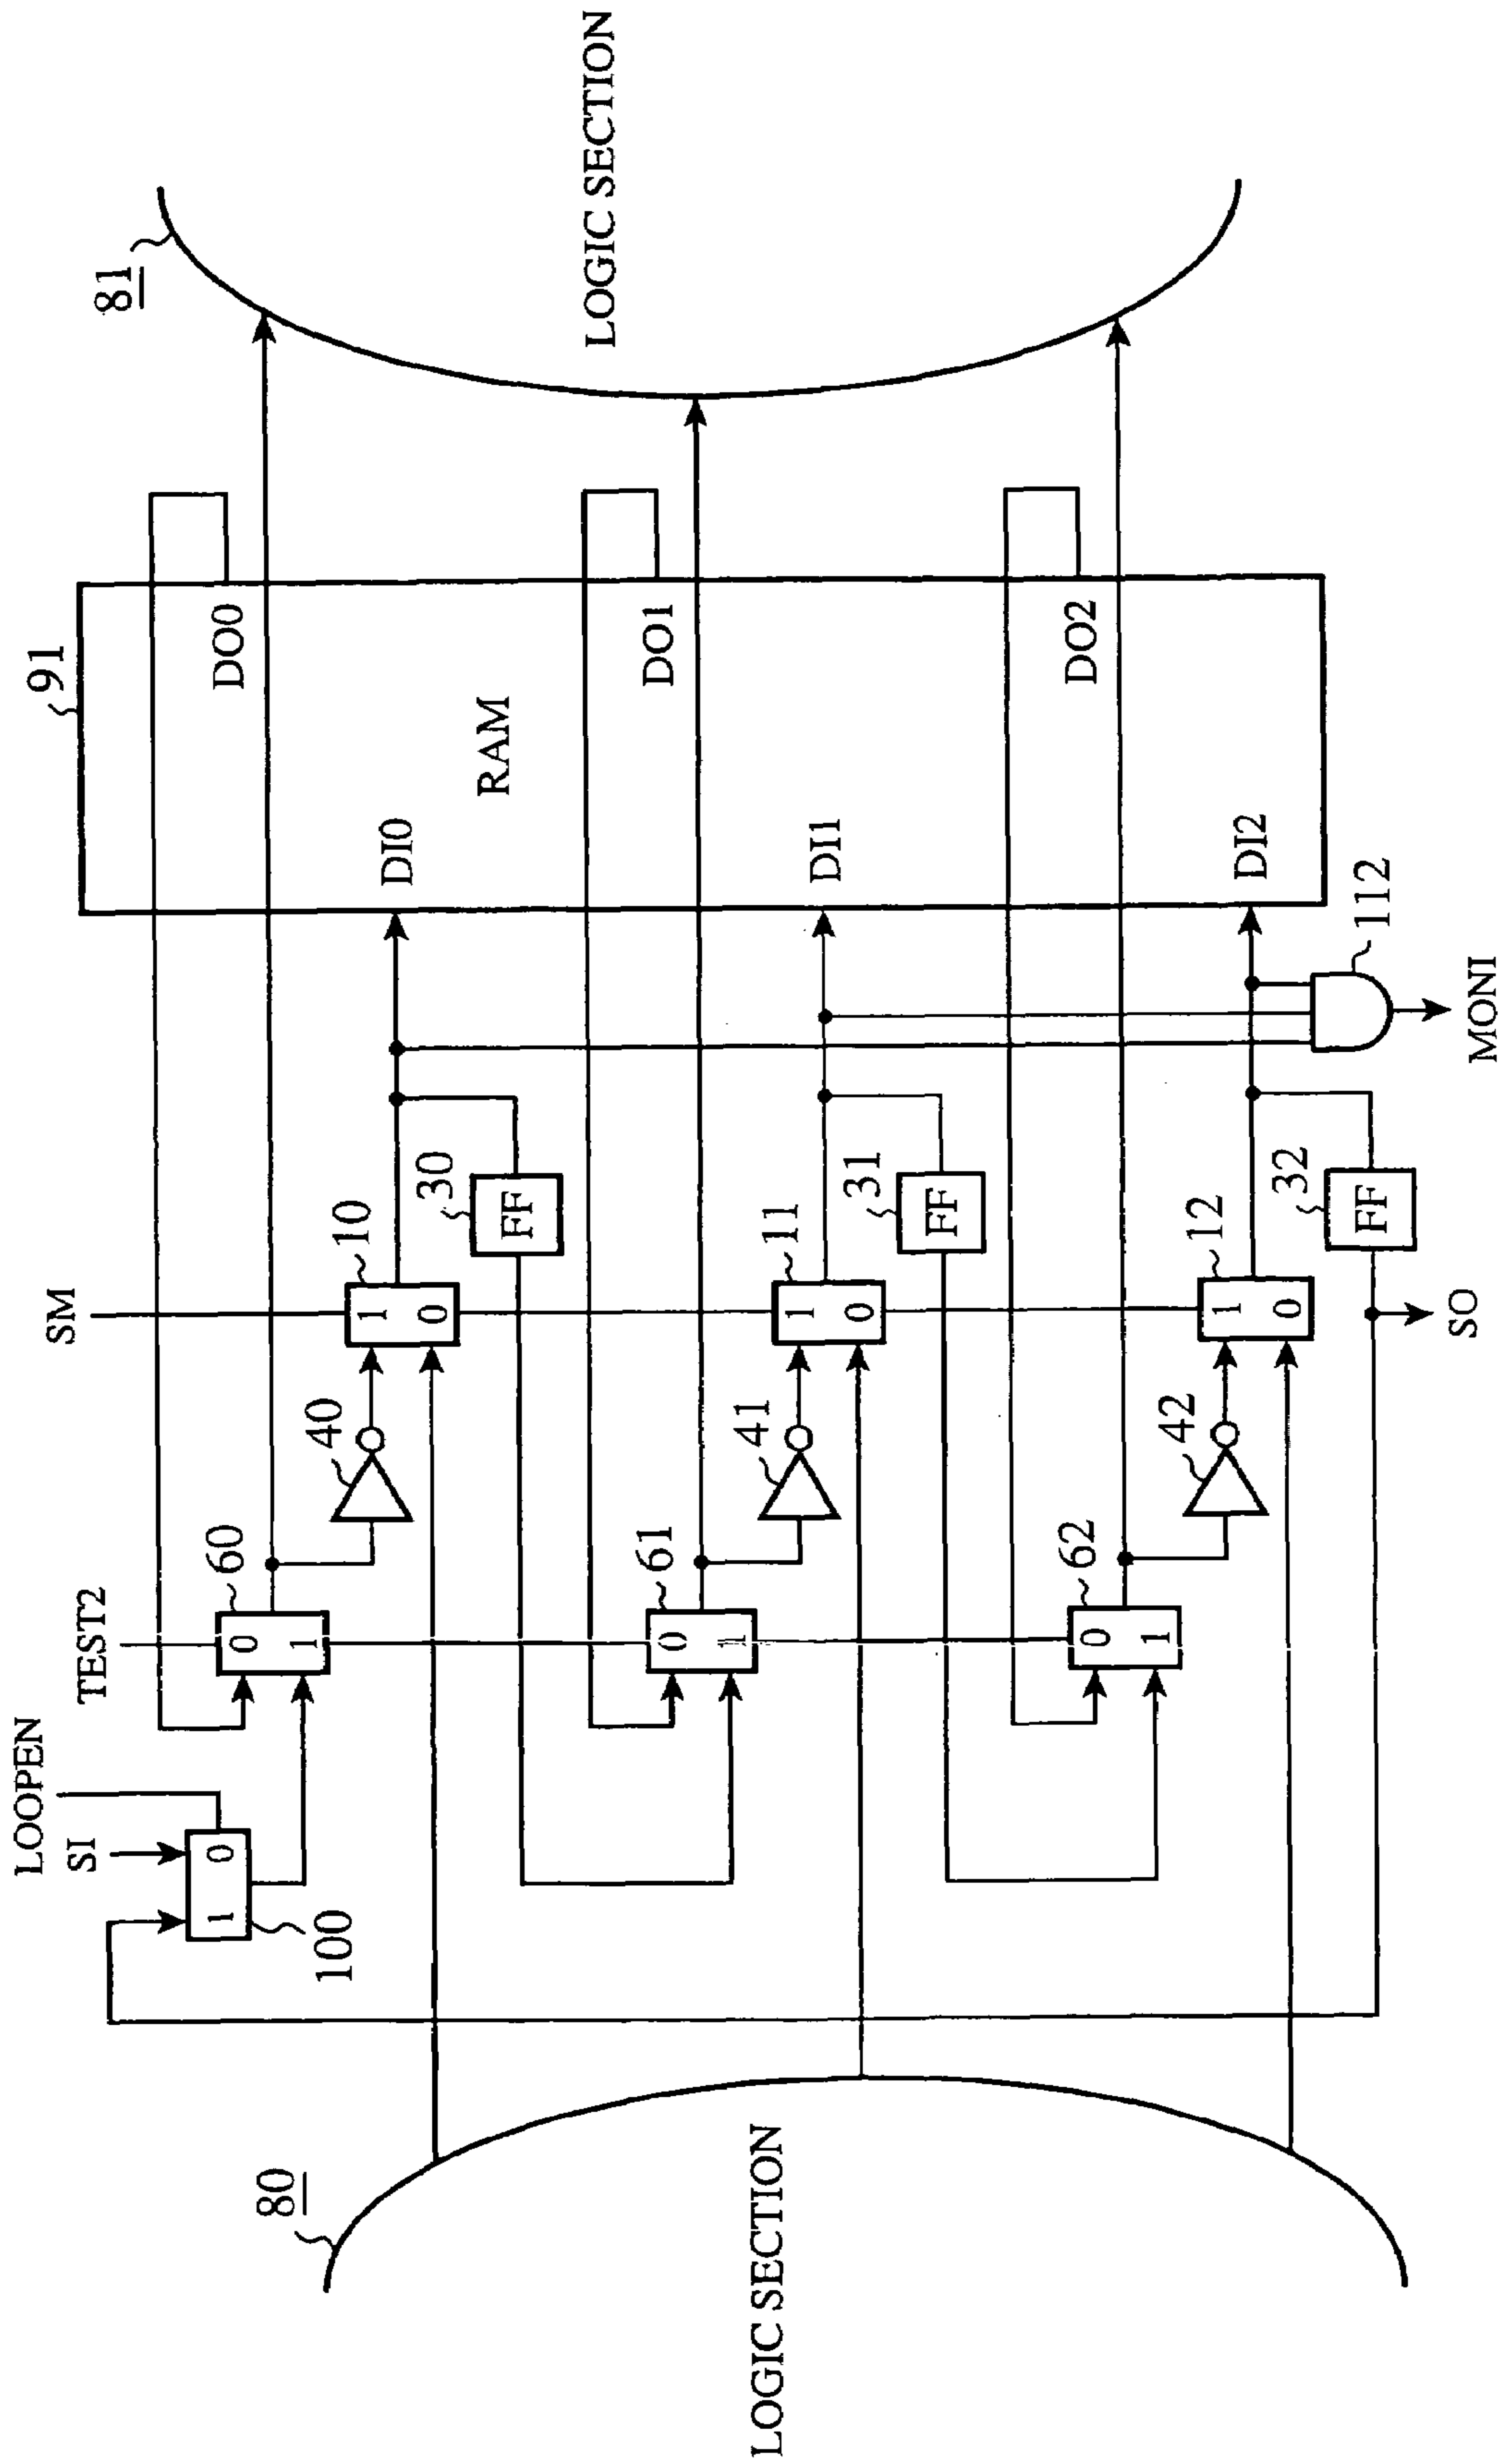 LOGIC SECTION
80
LOOPEN
SI
1 0
100
TEST2
0 1
60
0 1
61
0 1
62
40
41
42
SM
1 0
10
1 0
11
1 0
12
FF
30
FF
31
FF
32
SO
MONI
112
91
RAM
DI0
DI1
DI2
DO0
DO1
DO2
81
LOGIC SECTION